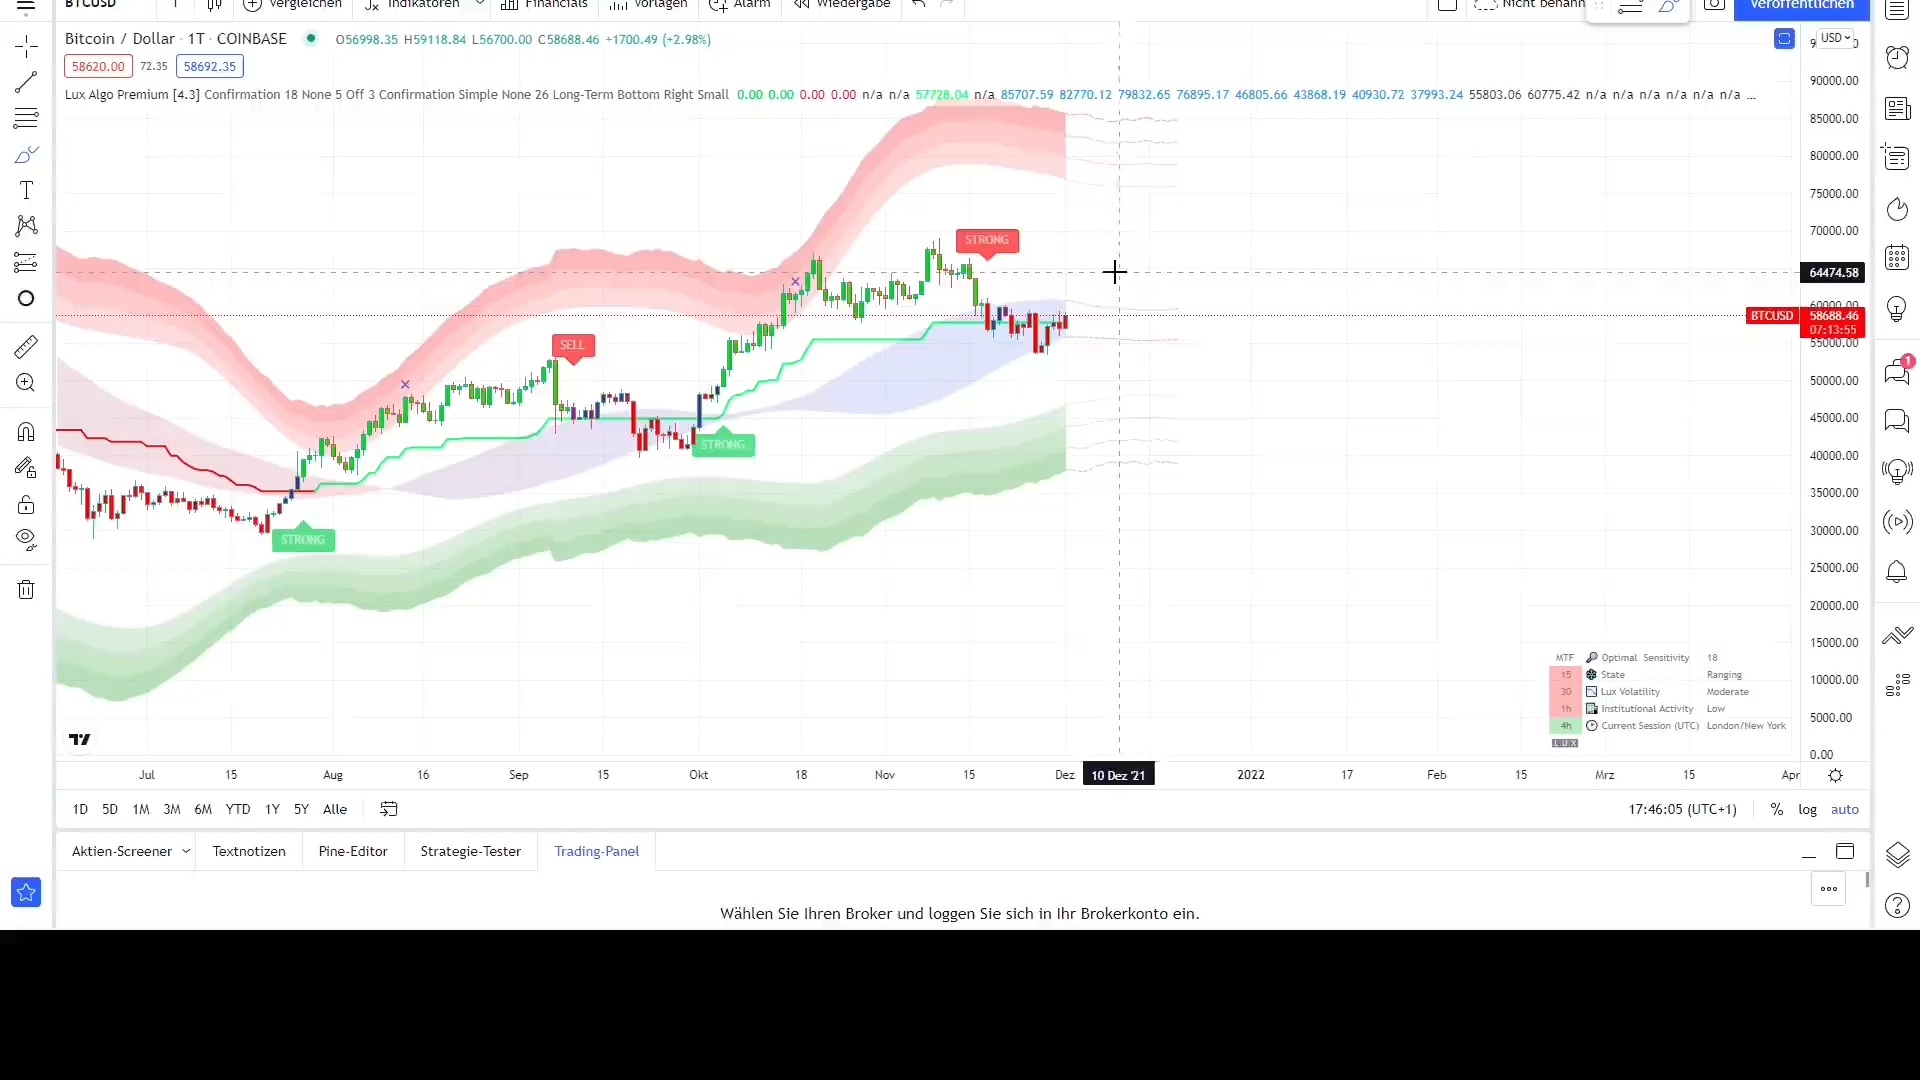 BTCUSD
Vergleichen
Indikatoren
Financials
Vorlagen
Alarm
Wiedergabe
Veröffentlichen
Bitcoin / Dollar · 1T · COINBASE
O56998.35 H59118.84 L56700.00 C58688.46 +1700.49 (+2.98%)
USD
58620.00 72.35 58692.35
Lux Algo Premium [4.3] Confirmation 18 None 5 Off 3 Confirmation Simple None 26 Long-Term Bottom Right Small 0.00 0.00 0.00 0.00 n/a n/a 57728.04 n/a 85707.59 82770.12 79832.65 76895.17 46805.66 43868.19 40930.72 37993.24 55803.06 60775.42 n/a n/a n/a n/a n/a n/a n/a ...
90000.00
85000.00
80000.00
75000.00
70000.00
64474.58
60000.00
BTCUSD 58688.46
07:13:55
55000.00
50000.00
45000.00
40000.00
35000.00
30000.00
25000.00
20000.00
15000.00
10000.00
5000.00
0.00
STRONG
SELL
STRONG
STRONG
1
MTF Optimal Sensitivity 18
15 State Ranging
30 Lux Volatility Moderate
1h Institutional Activity Low
4h Current Session (UTC) London/New York
LUX
Jul 15 Aug 16 Sep 15 Okt 18 Nov 15 Dez 10 Dez '21 2022 17 Feb 15 Mrz 15 Apr
1D 5D 1M 3M 6M YTD 1Y 5Y Alle
17:46:05 (UTC+1) % log auto
Aktien-Screener Textnotizen Pine-Editor Strategie-Tester Trading-Panel
Wählen Sie Ihren Broker und loggen Sie sich in Ihr Brokerkonto ein.